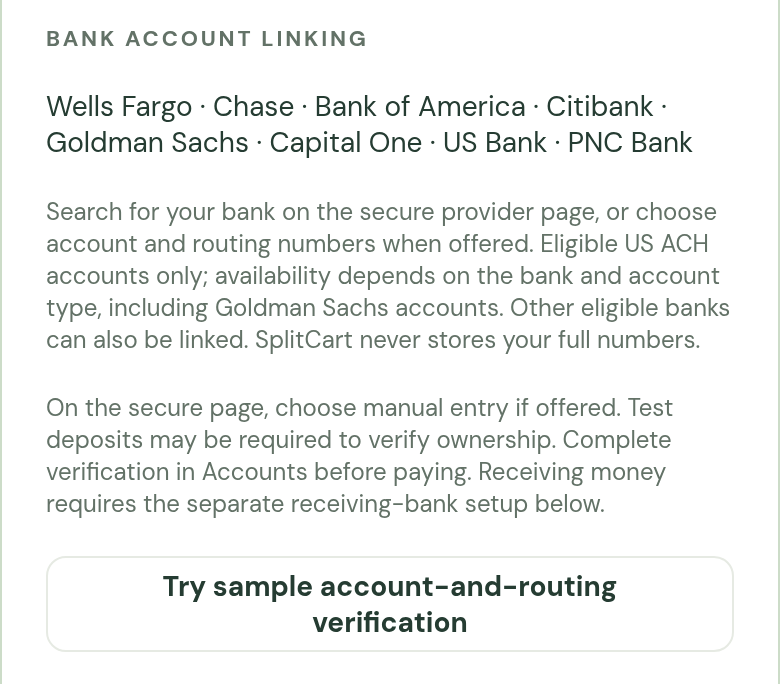 BANK ACCOUNT LINKING
Wells Fargo · Chase · Bank of America · Citibank ·
Goldman Sachs · Capital One · US Bank · PNC Bank
Search for your bank on the secure provider page, or choose
account and routing numbers when offered. Eligible US ACH
accounts only; availability depends on the bank and account
type, including Goldman Sachs accounts. Other eligible banks
can also be linked. SplitCart never stores your full numbers.
On the secure page, choose manual entry if offered. Test
deposits may be required to verify ownership. Complete
verification in Accounts before paying. Receiving money
requires the separate receiving-bank setup below.
Try sample account-and-routing
verification